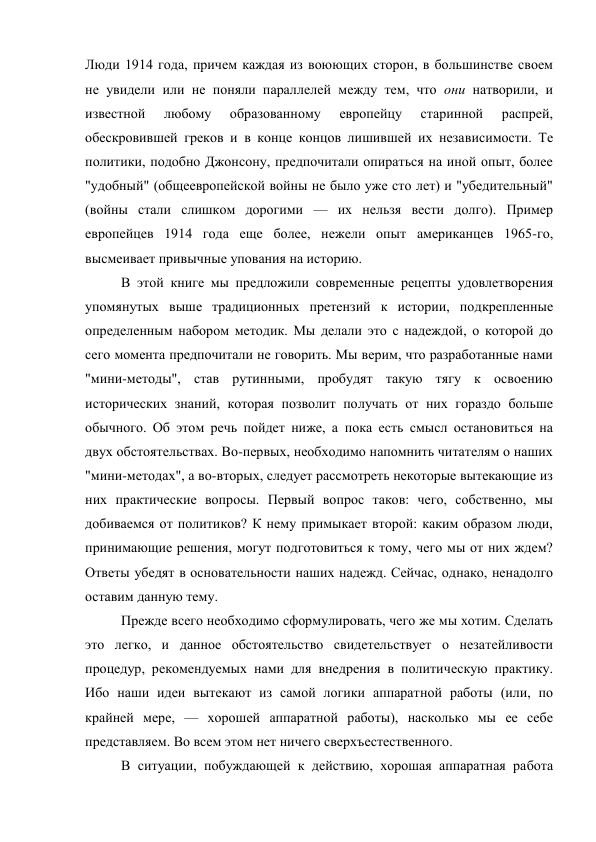 Люди 1914 года, причем каждая из воюющих сторон, в большинстве своем
не увидели или не поняли параллелей между тем, что они натворили, и
известной любому образованному европейцу старинной распрей,
обескровившей греков и в конце концов лишившей их независимости. Те
политики, подобно Джонсону, предпочитали опираться на иной опыт, более
"удобный" (общеевропейской войны не было уже сто лет) и "убедительный"
(войны стали слишком дорогими — их нельзя вести долго). Пример
европейцев 1914 года еще более, нежели опыт американцев 1965-го,
высмеивает привычные упования на историю.
В этой книге мы предложили современные рецепты удовлетворения
упомянутых выше традиционных претензий к истории, подкрепленные
определенным набором методик. Мы делали это с надеждой, о которой до
сего момента предпочитали не говорить. Мы верим, что разработанные нами
"мини-методы", став рутинными, пробудят такую тягу к освоению
исторических знаний, которая позволит получать от них гораздо больше
обычного. Об этом речь пойдет ниже, а пока есть смысл остановиться на
двух обстоятельствах. Во-первых, необходимо напомнить читателям о наших
"мини-методах", а во-вторых, следует рассмотреть некоторые вытекающие из
них практические вопросы. Первый вопрос таков: чего, собственно, мы
добиваемся от политиков? К нему примыкает второй: каким образом люди,
принимающие решения, могут подготовиться к тому, чего мы от них ждем?
Ответы убедят в основательности наших надежд. Сейчас, однако, ненадолго
оставим данную тему.
Прежде всего необходимо сформулировать, чего же мы хотим. Сделать
это легко, и данное обстоятельство свидетельствует о незатейливости
процедур, рекомендуемых нами для внедрения в политическую практику.
Ибо наши идеи вытекают из самой логики аппаратной работы (или, по
крайней мере, — хорошей аппаратной работы), насколько мы ее себе
представляем. Во всем этом нет ничего сверхъестественного.
В ситуации, побуждающей к действию, хорошая аппаратная работа